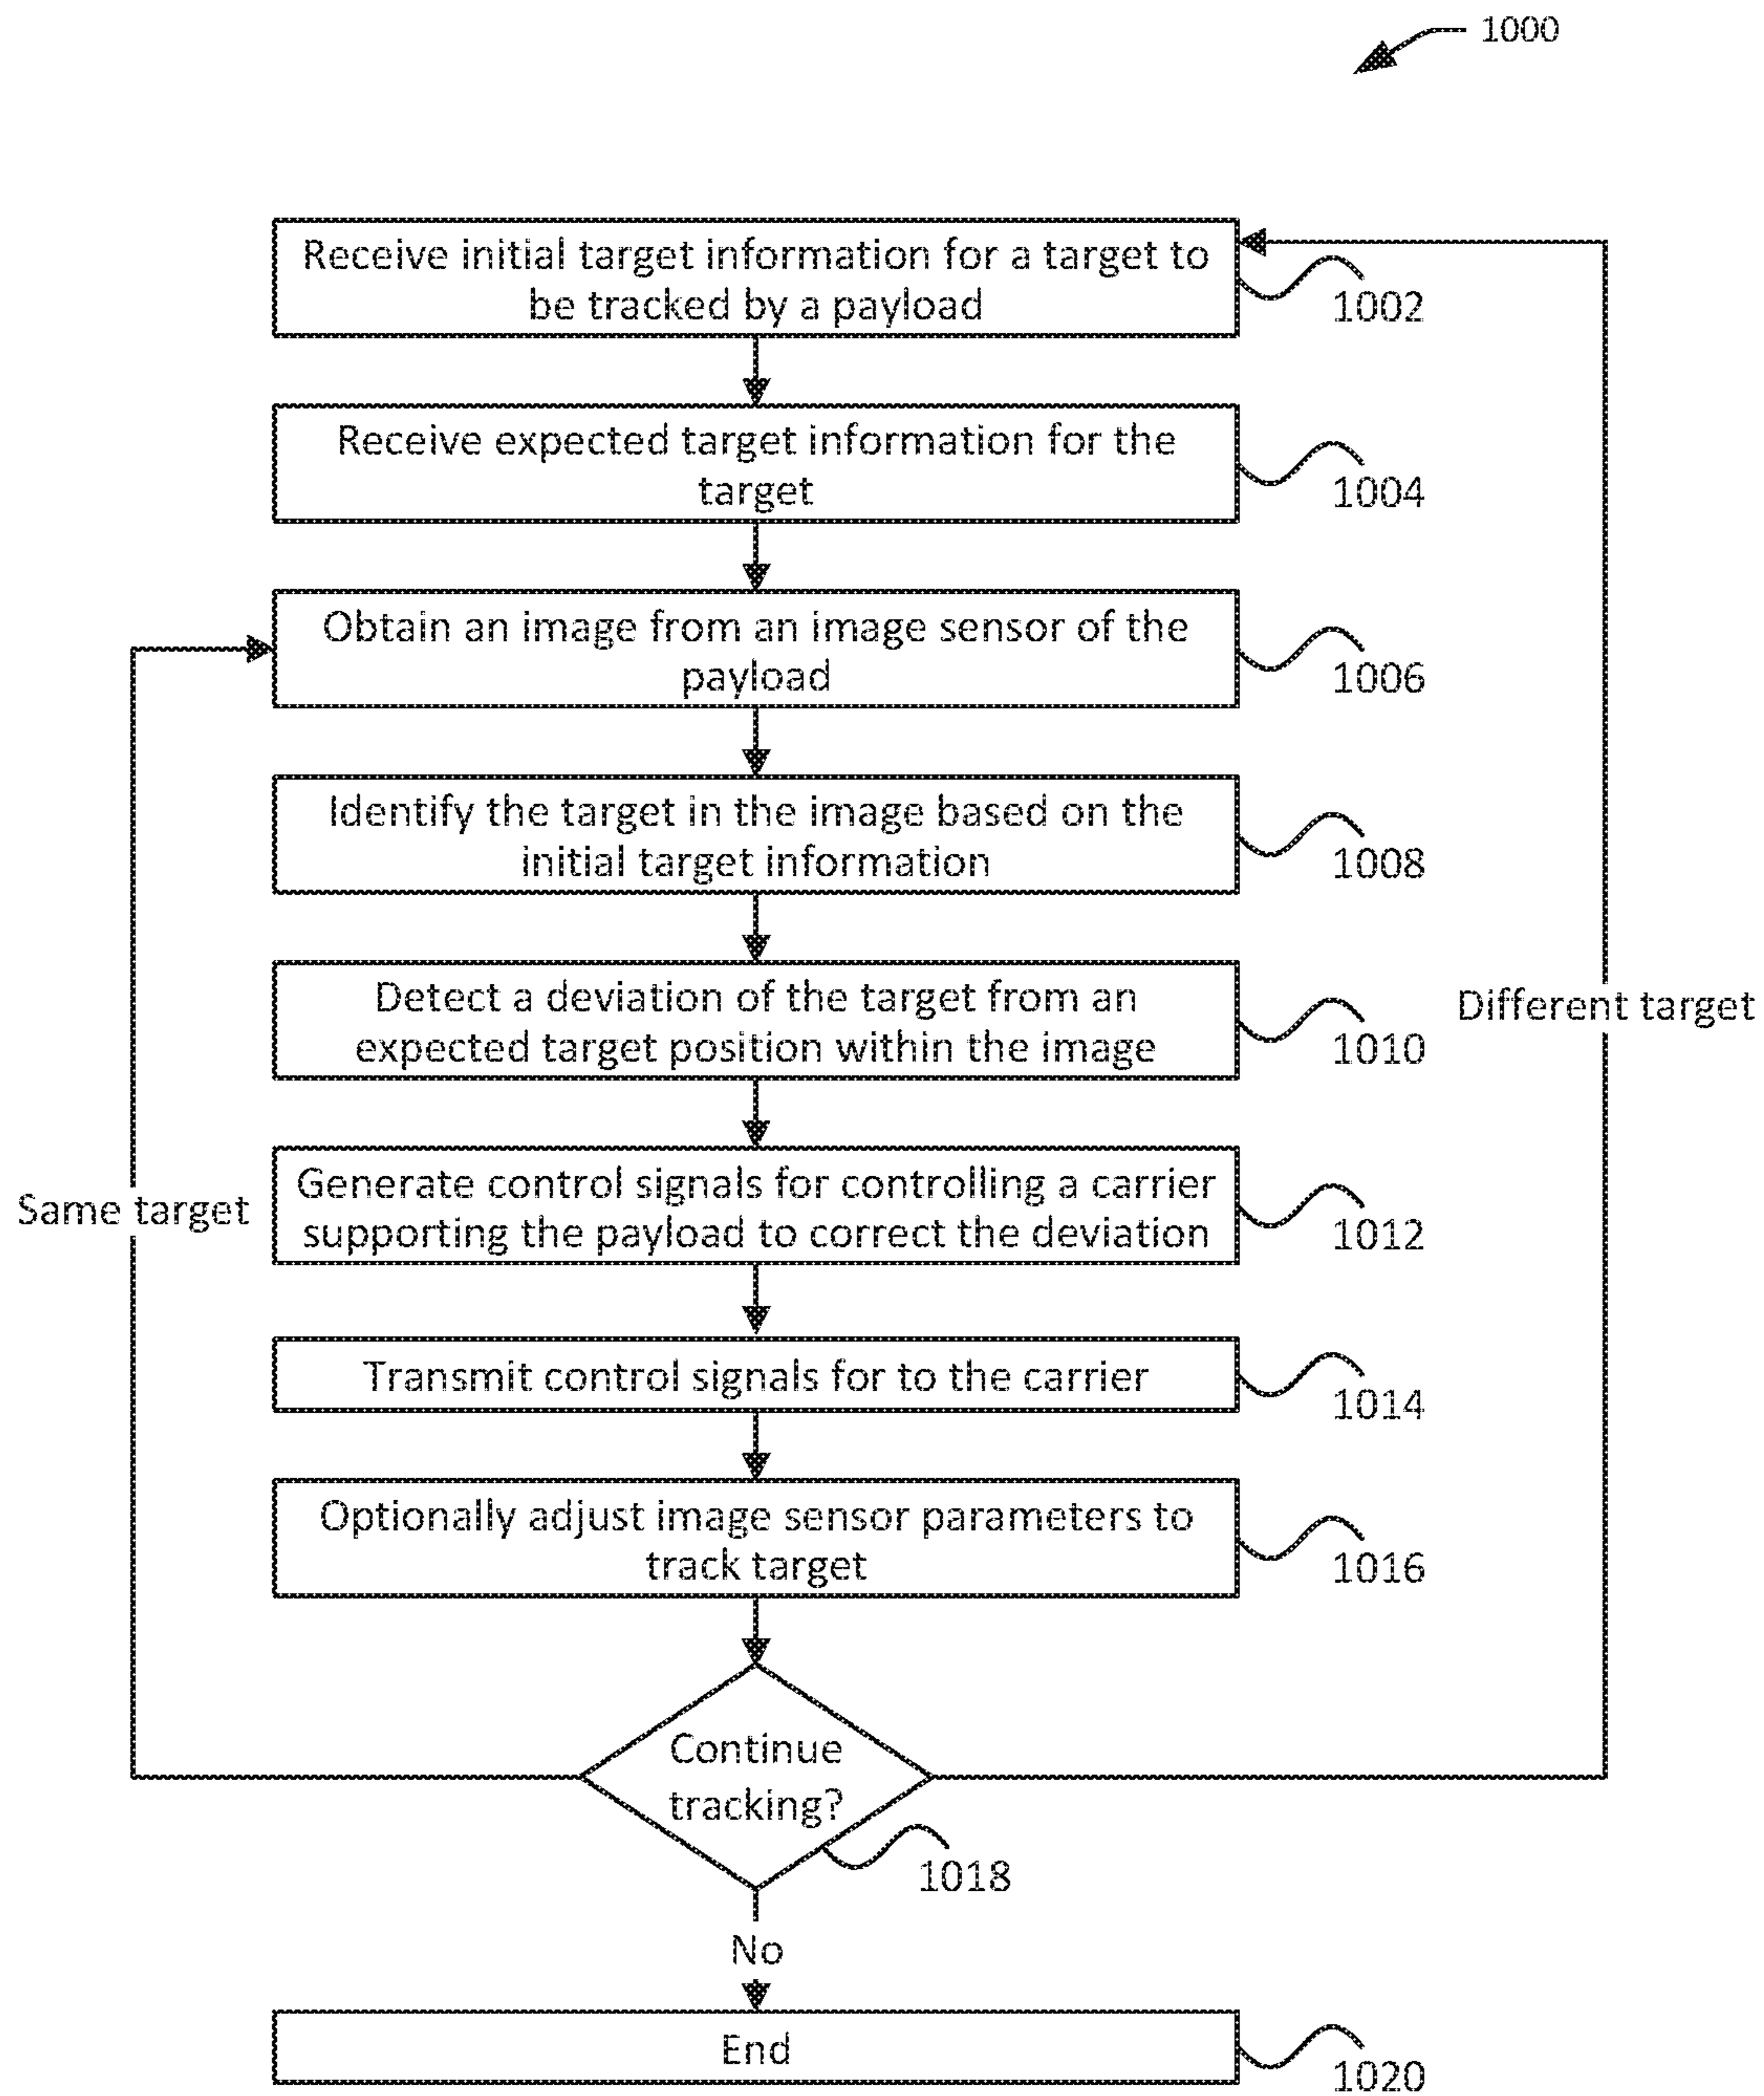 1000
Receive initial target information for a target to
be tracked by a payload
1002
Receive expected target information for the
target
1004
Obtain an image from an image sensor of the
payload
1006
Identify the target in the image based on the
initial target information
1008
Detect a deviation of the target from an
expected target position within the image
1010
Different target
Generate control signals for controlling a carrier
supporting the payload to correct the deviation
1012
Same target
Transmit control signals for to the carrier
1014
Optionally adjust image sensor parameters to
track target
1016
Continue
tracking?
1018
No
End
1020